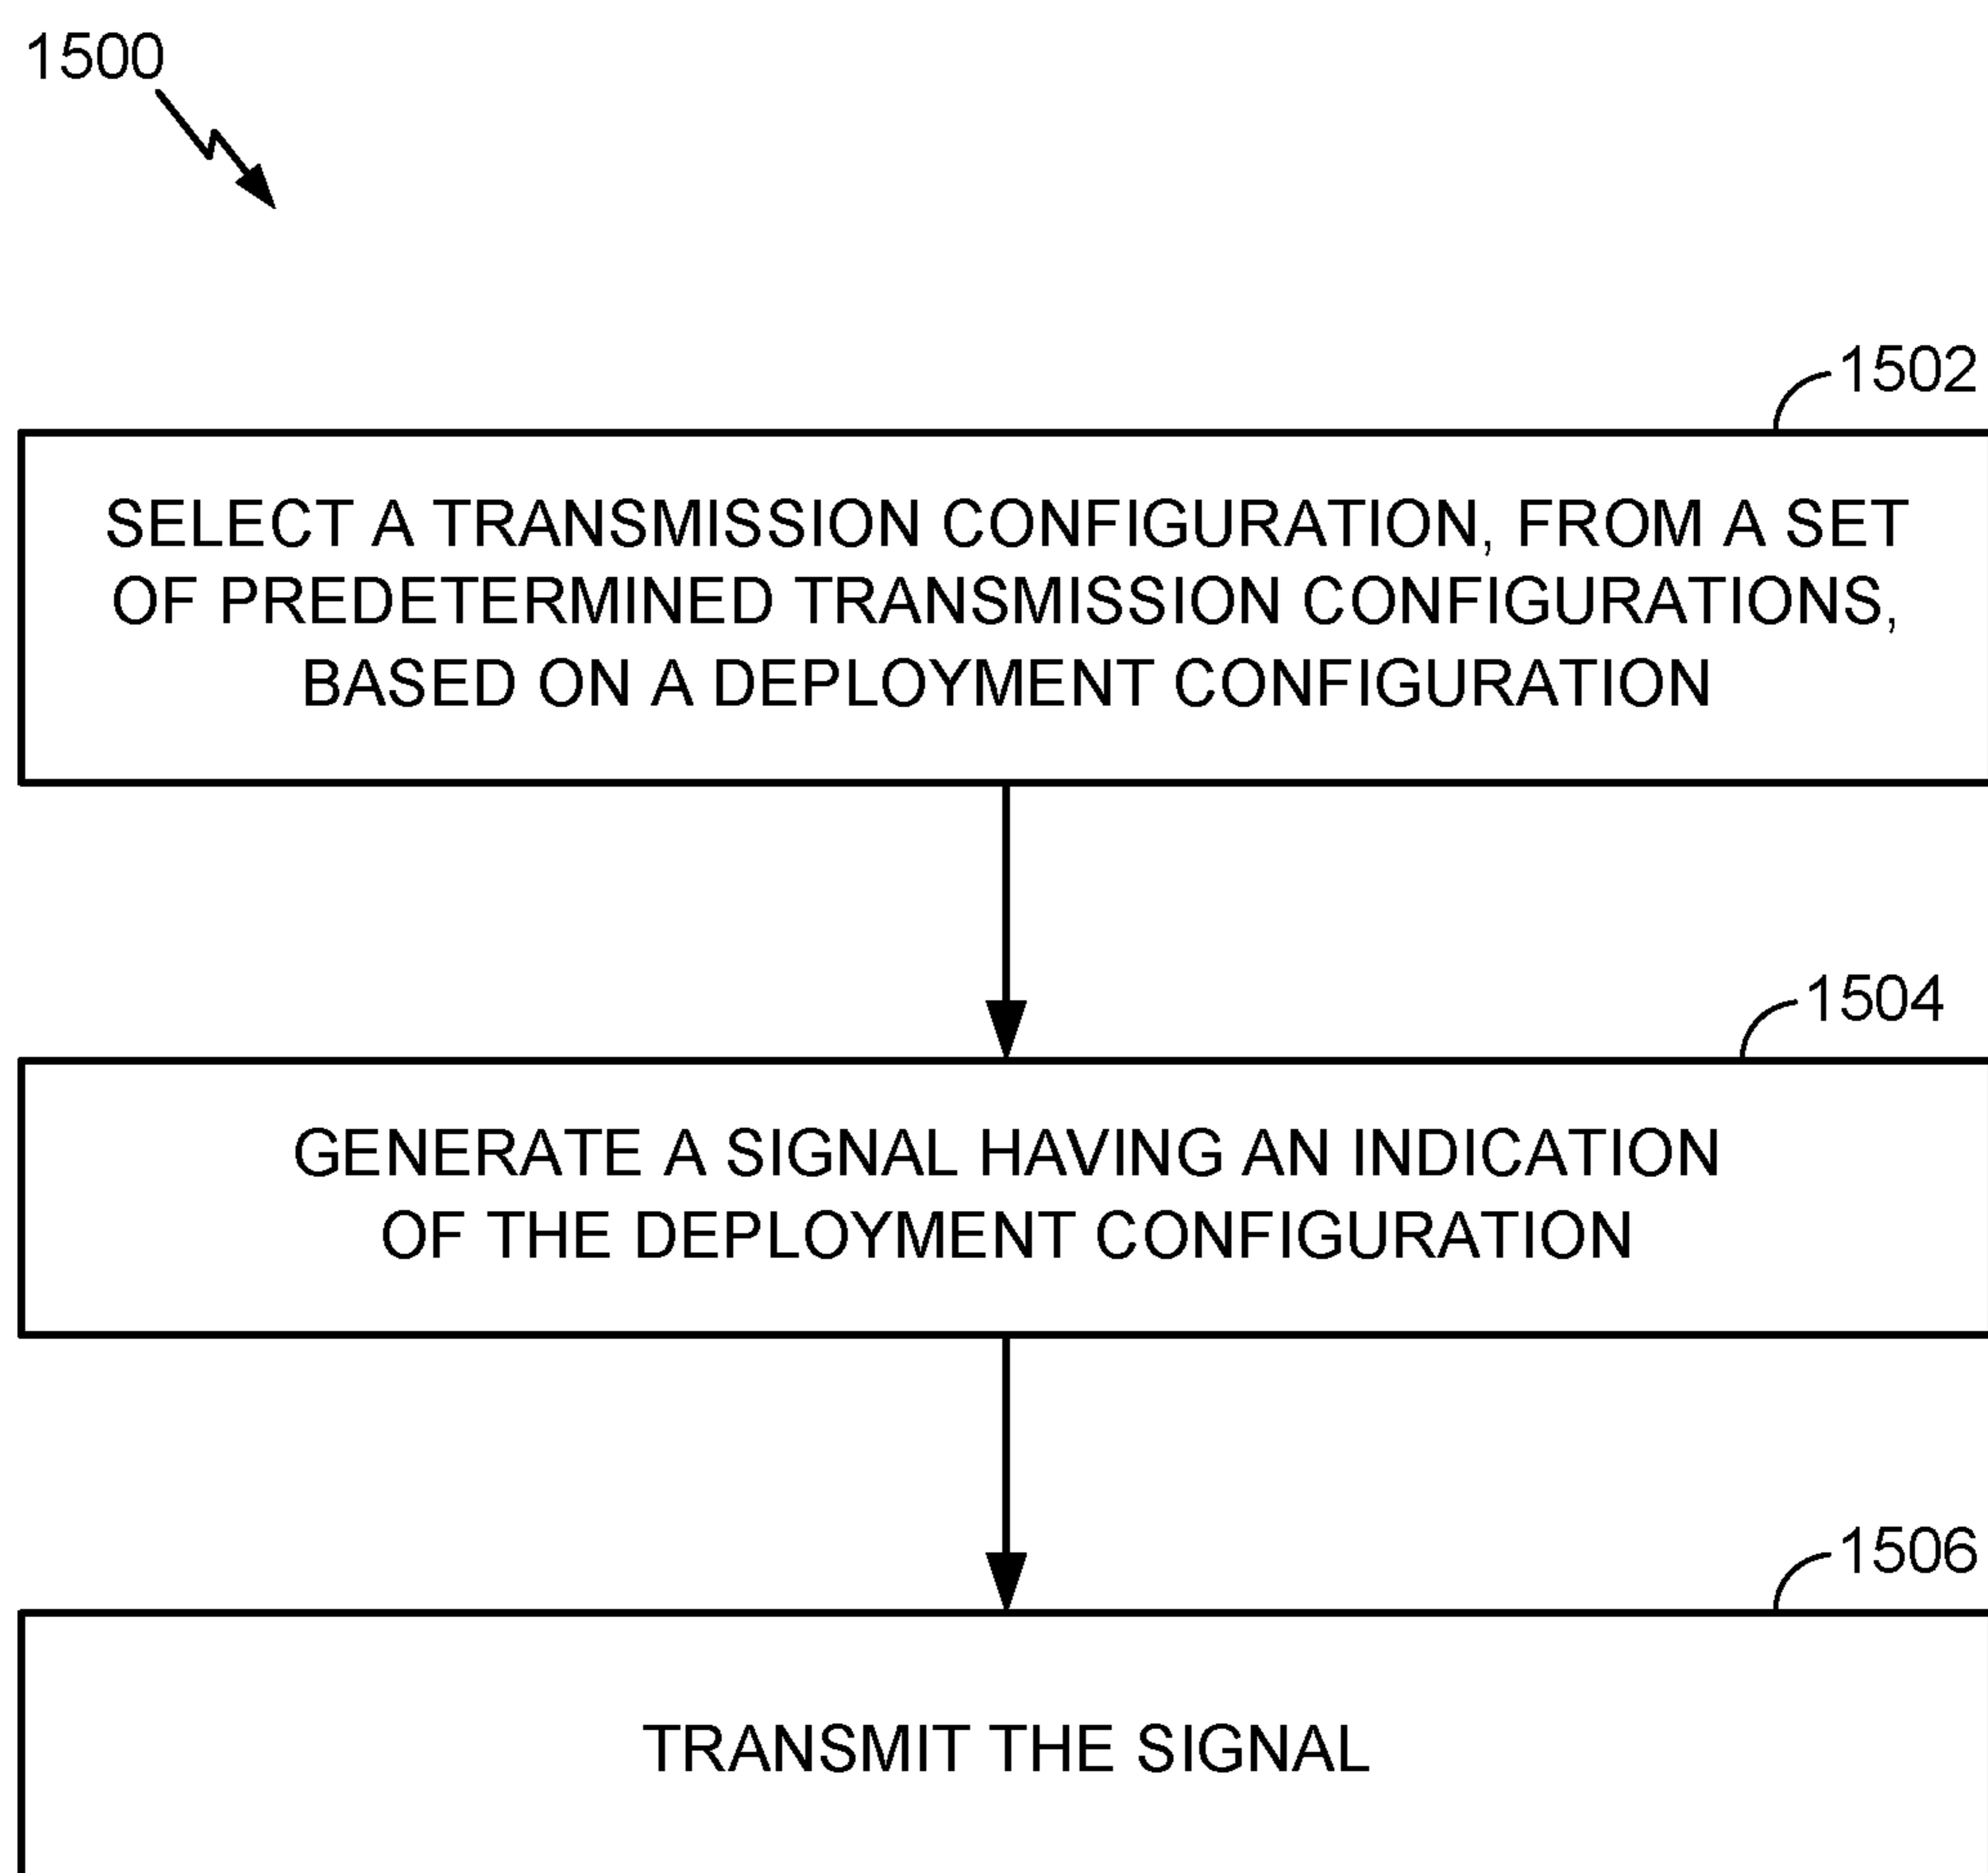 1500
1502
SELECT A TRANSMISSION CONFIGURATION, FROM A SET
OF PREDETERMINED TRANSMISSION CONFIGURATIONS,
BASED ON A DEPLOYMENT CONFIGURATION
1504
GENERATE A SIGNAL HAVING AN INDICATION
OF THE DEPLOYMENT CONFIGURATION
1506
TRANSMIT THE SIGNAL